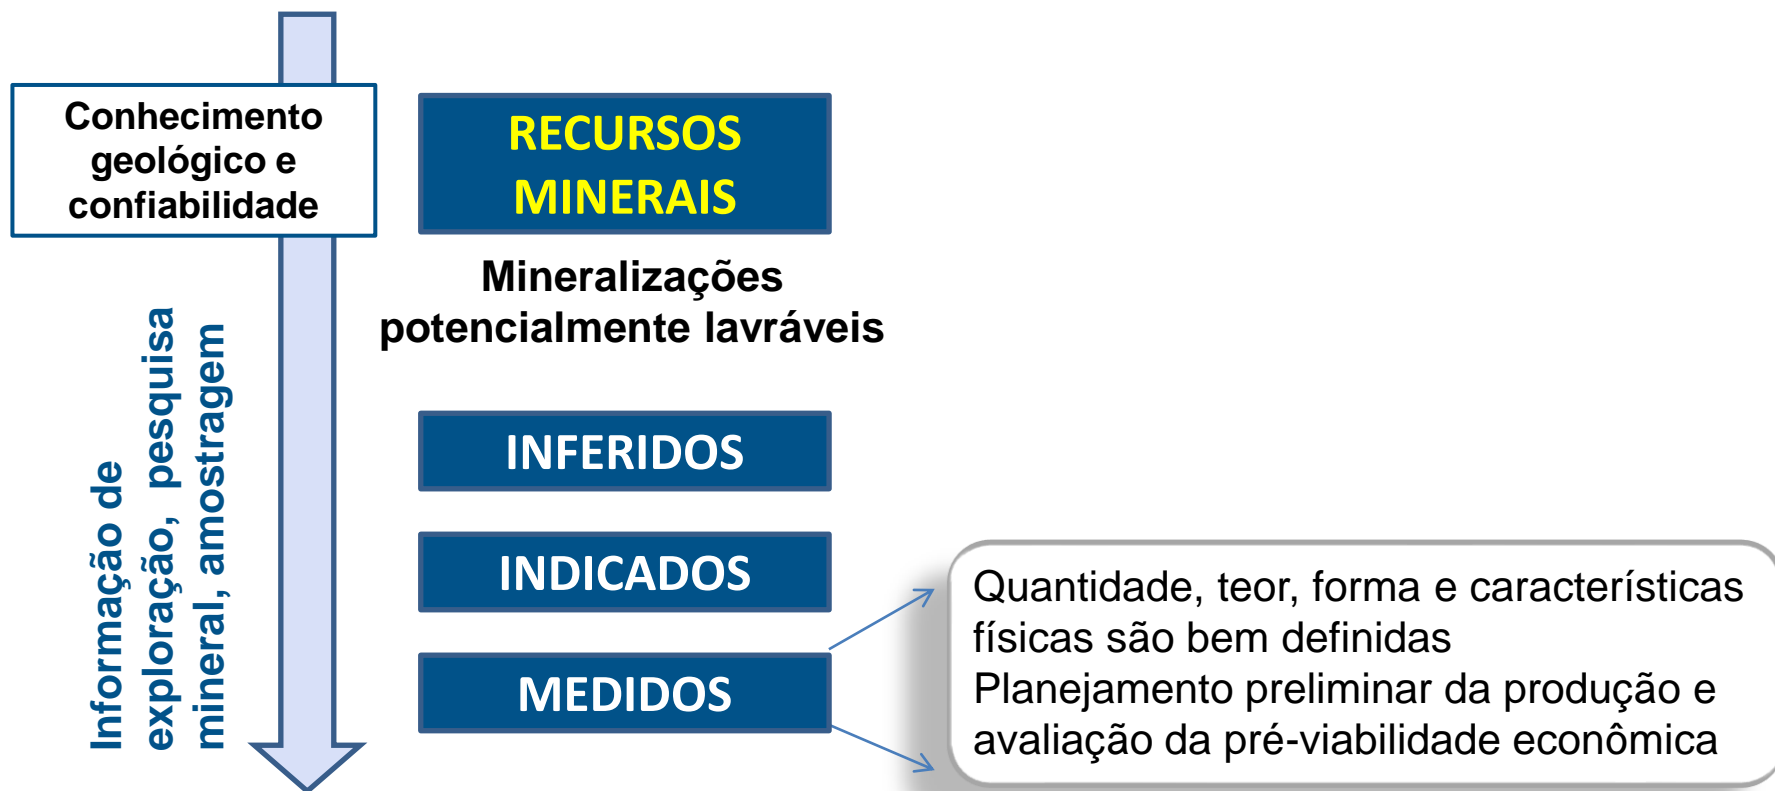 Conhecimento
geológico e
confiabilidade
RECURSOS
MINERAIS
Mineralizações
potencialmente lavráveis
Informação de
exploração, pesquisa
mineral, amostragem
INFERIDOS
INDICADOS
MEDIDOS
Quantidade, teor, forma e características
físicas são bem definidas
Planejamento preliminar da produção e
avaliação da pré-viabilidade econômica